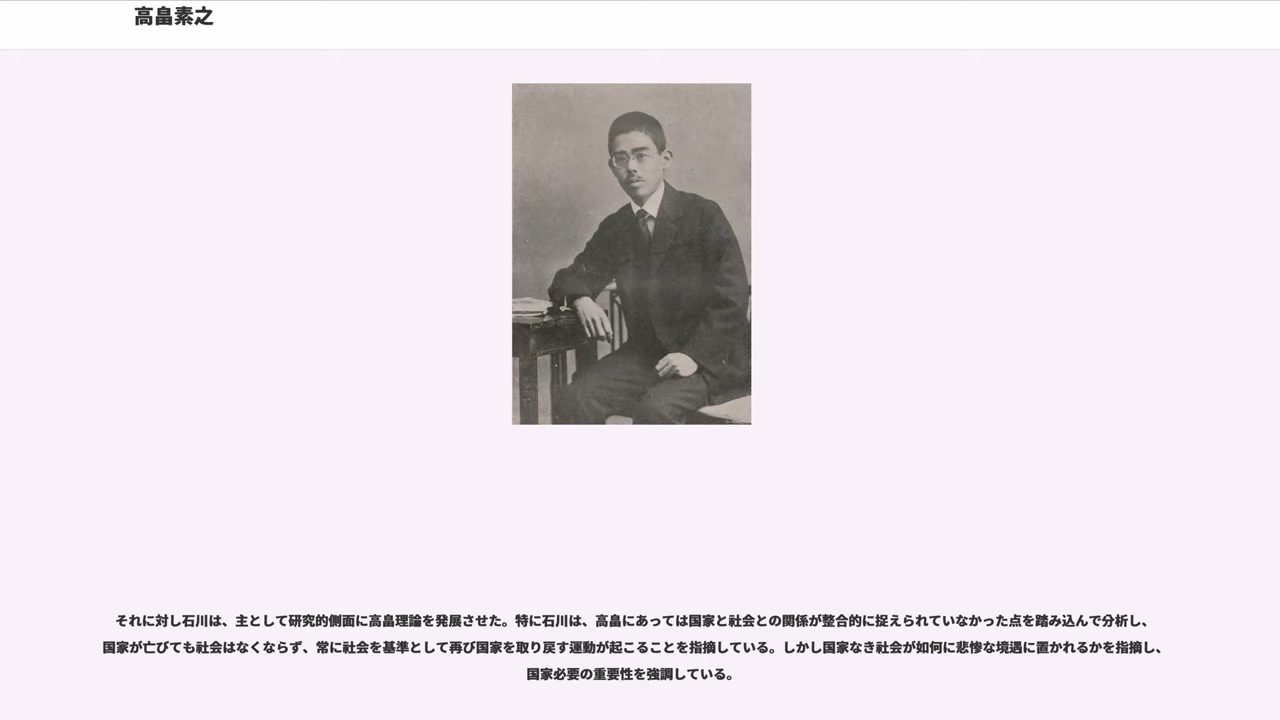 高畠素之
それに対し石川は、主として研究的側面に高畠理論を発展させた。特に石川は、高畠にあっては国家と社会との関係が整合的に捉えられていなかった点を踏み込んで分析し、
国家が亡びても社会はなくならず、常に社会を基準として再び国家を取り戻す運動が起こることを指摘している。しかし国家なき社会が如何に悲惨な境遇に置かれるかを指摘し、
国家必要の重要性を強調している。